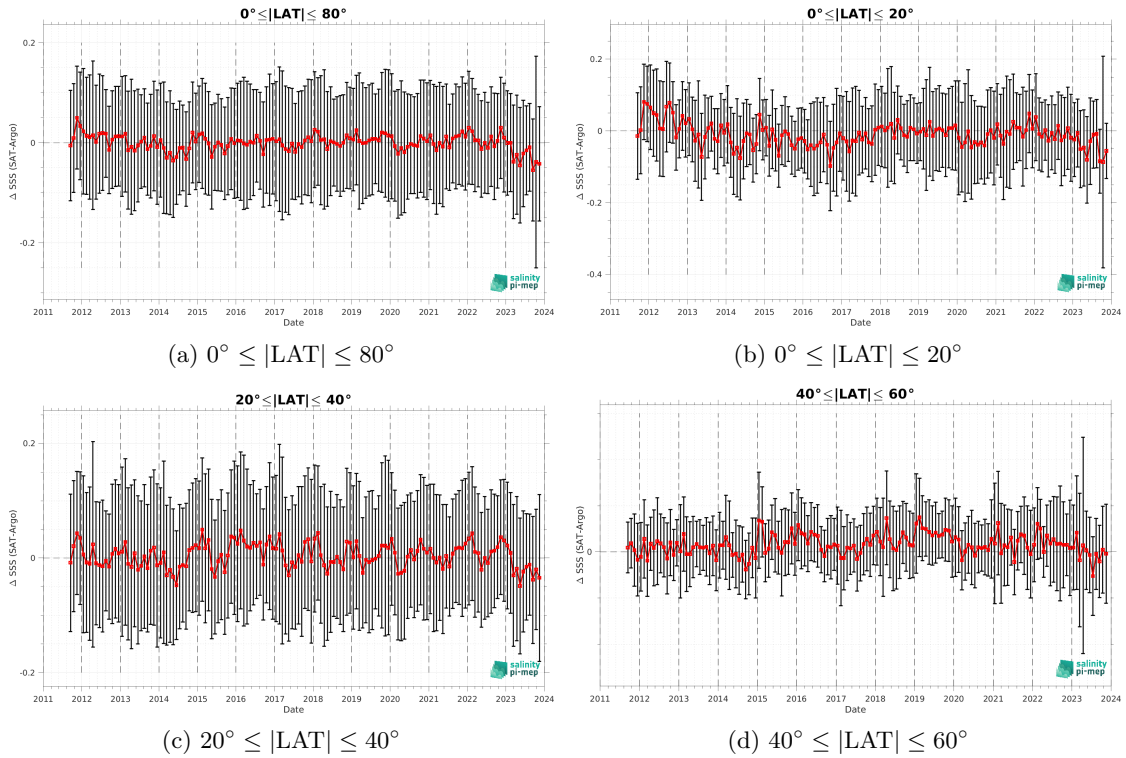 0°≤|LAT|≤ 80°
0.2
0
-0.2
Δ SSS (SAT-Argo)
2011 2012 2013 2014 2015 2016 2017 2018 2019 2020 2021 2022 2023 2024
Date
salinity
pi-mep
(a) 0° ≤ |LAT| ≤ 80°
0°≤|LAT|≤ 20°
0.2
0
-0.2
-0.4
Δ SSS (SAT-Argo)
2011 2012 2013 2014 2015 2016 2017 2018 2019 2020 2021 2022 2023 2024
Date
salinity
pi-mep
(b) 0° ≤ |LAT| ≤ 20°
20°≤|LAT|≤ 40°
0.2
0
-0.2
Δ SSS (SAT-Argo)
2011 2012 2013 2014 2015 2016 2017 2018 2019 2020 2021 2022 2023 2024
Date
salinity
pi-mep
(c) 20° ≤ |LAT| ≤ 40°
40°≤|LAT|≤ 60°
0
Δ SSS (SAT-Argo)
2011 2012 2013 2014 2015 2016 2017 2018 2019 2020 2021 2022 2023 2024
Date
salinity
pi-mep
(d) 40° ≤ |LAT| ≤ 60°